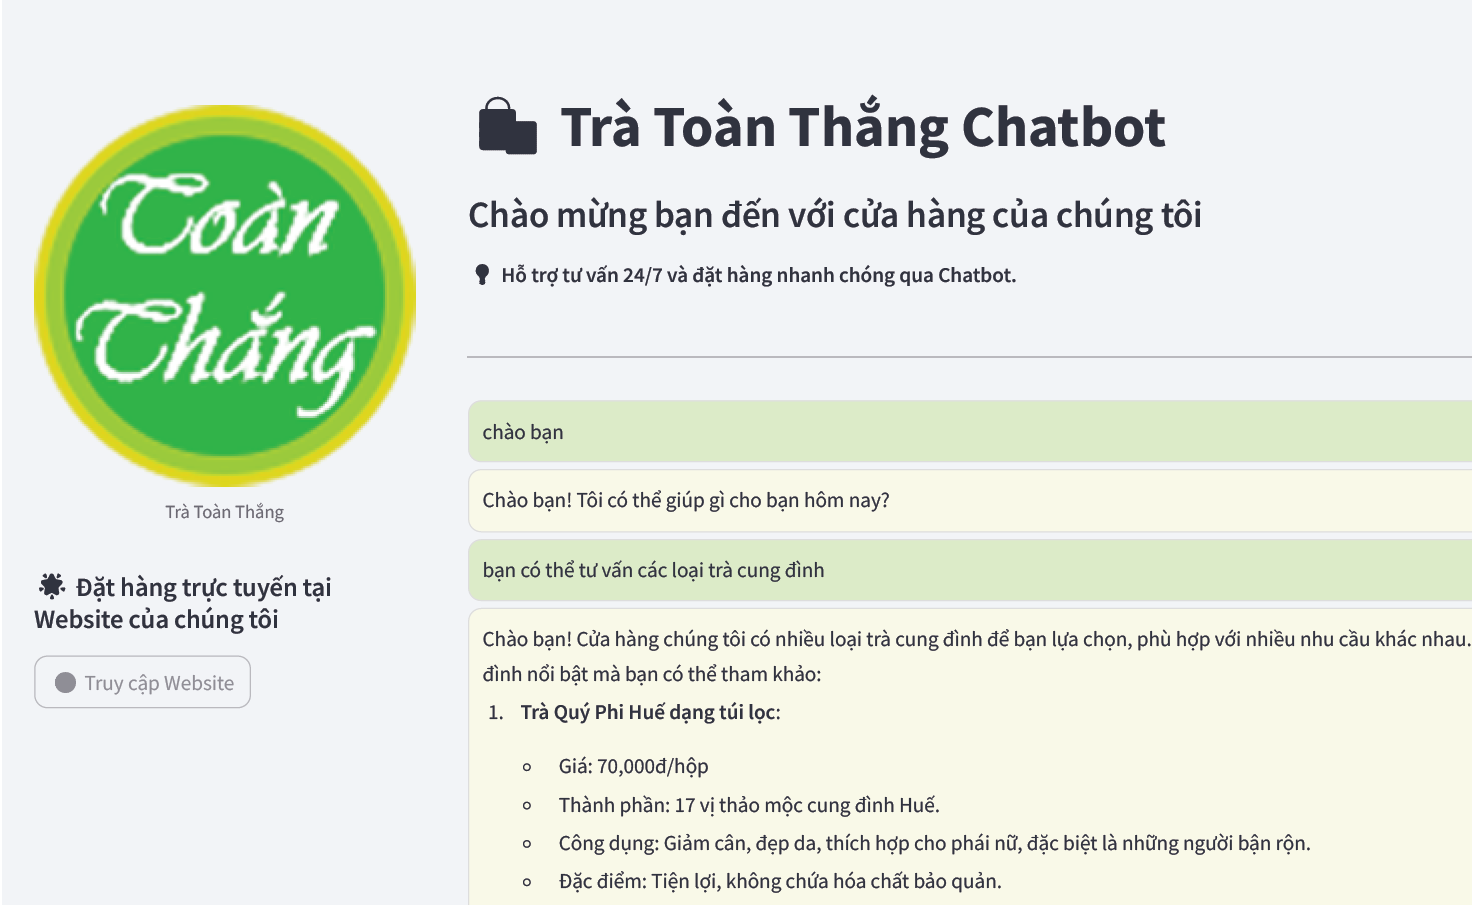 Toàn
Thắng
Trà Toàn Thắng
Đặt hàng trực tuyến tại
Website của chúng tôi
Truy cập Website
Trà Toàn Thắng Chatbot
Chào mừng bạn đến với cửa hàng của chúng tôi
Hỗ trợ tư vấn 24/7 và đặt hàng nhanh chóng qua Chatbot.
chào bạn
Chào bạn! Tôi có thể giúp gì cho bạn hôm nay?
bạn có thể tư vấn các loại trà cung đình
Chào bạn! Cửa hàng chúng tôi có nhiều loại trà cung đình để bạn lựa chọn, phù hợp với nhiều nhu cầu khác nhau.
đình nổi bật mà bạn có thể tham khảo:
1. Trà Quý Phi Huế dạng túi lọc:
Giá: 70,000đ/hộp
Thành phần: 17 vị thảo mộc cung đình Huế.
Công dụng: Giảm cân, đẹp da, thích hợp cho phái nữ, đặc biệt là những người bận rộn.
Đặc điểm: Tiện lợi, không chứa hóa chất bảo quản.